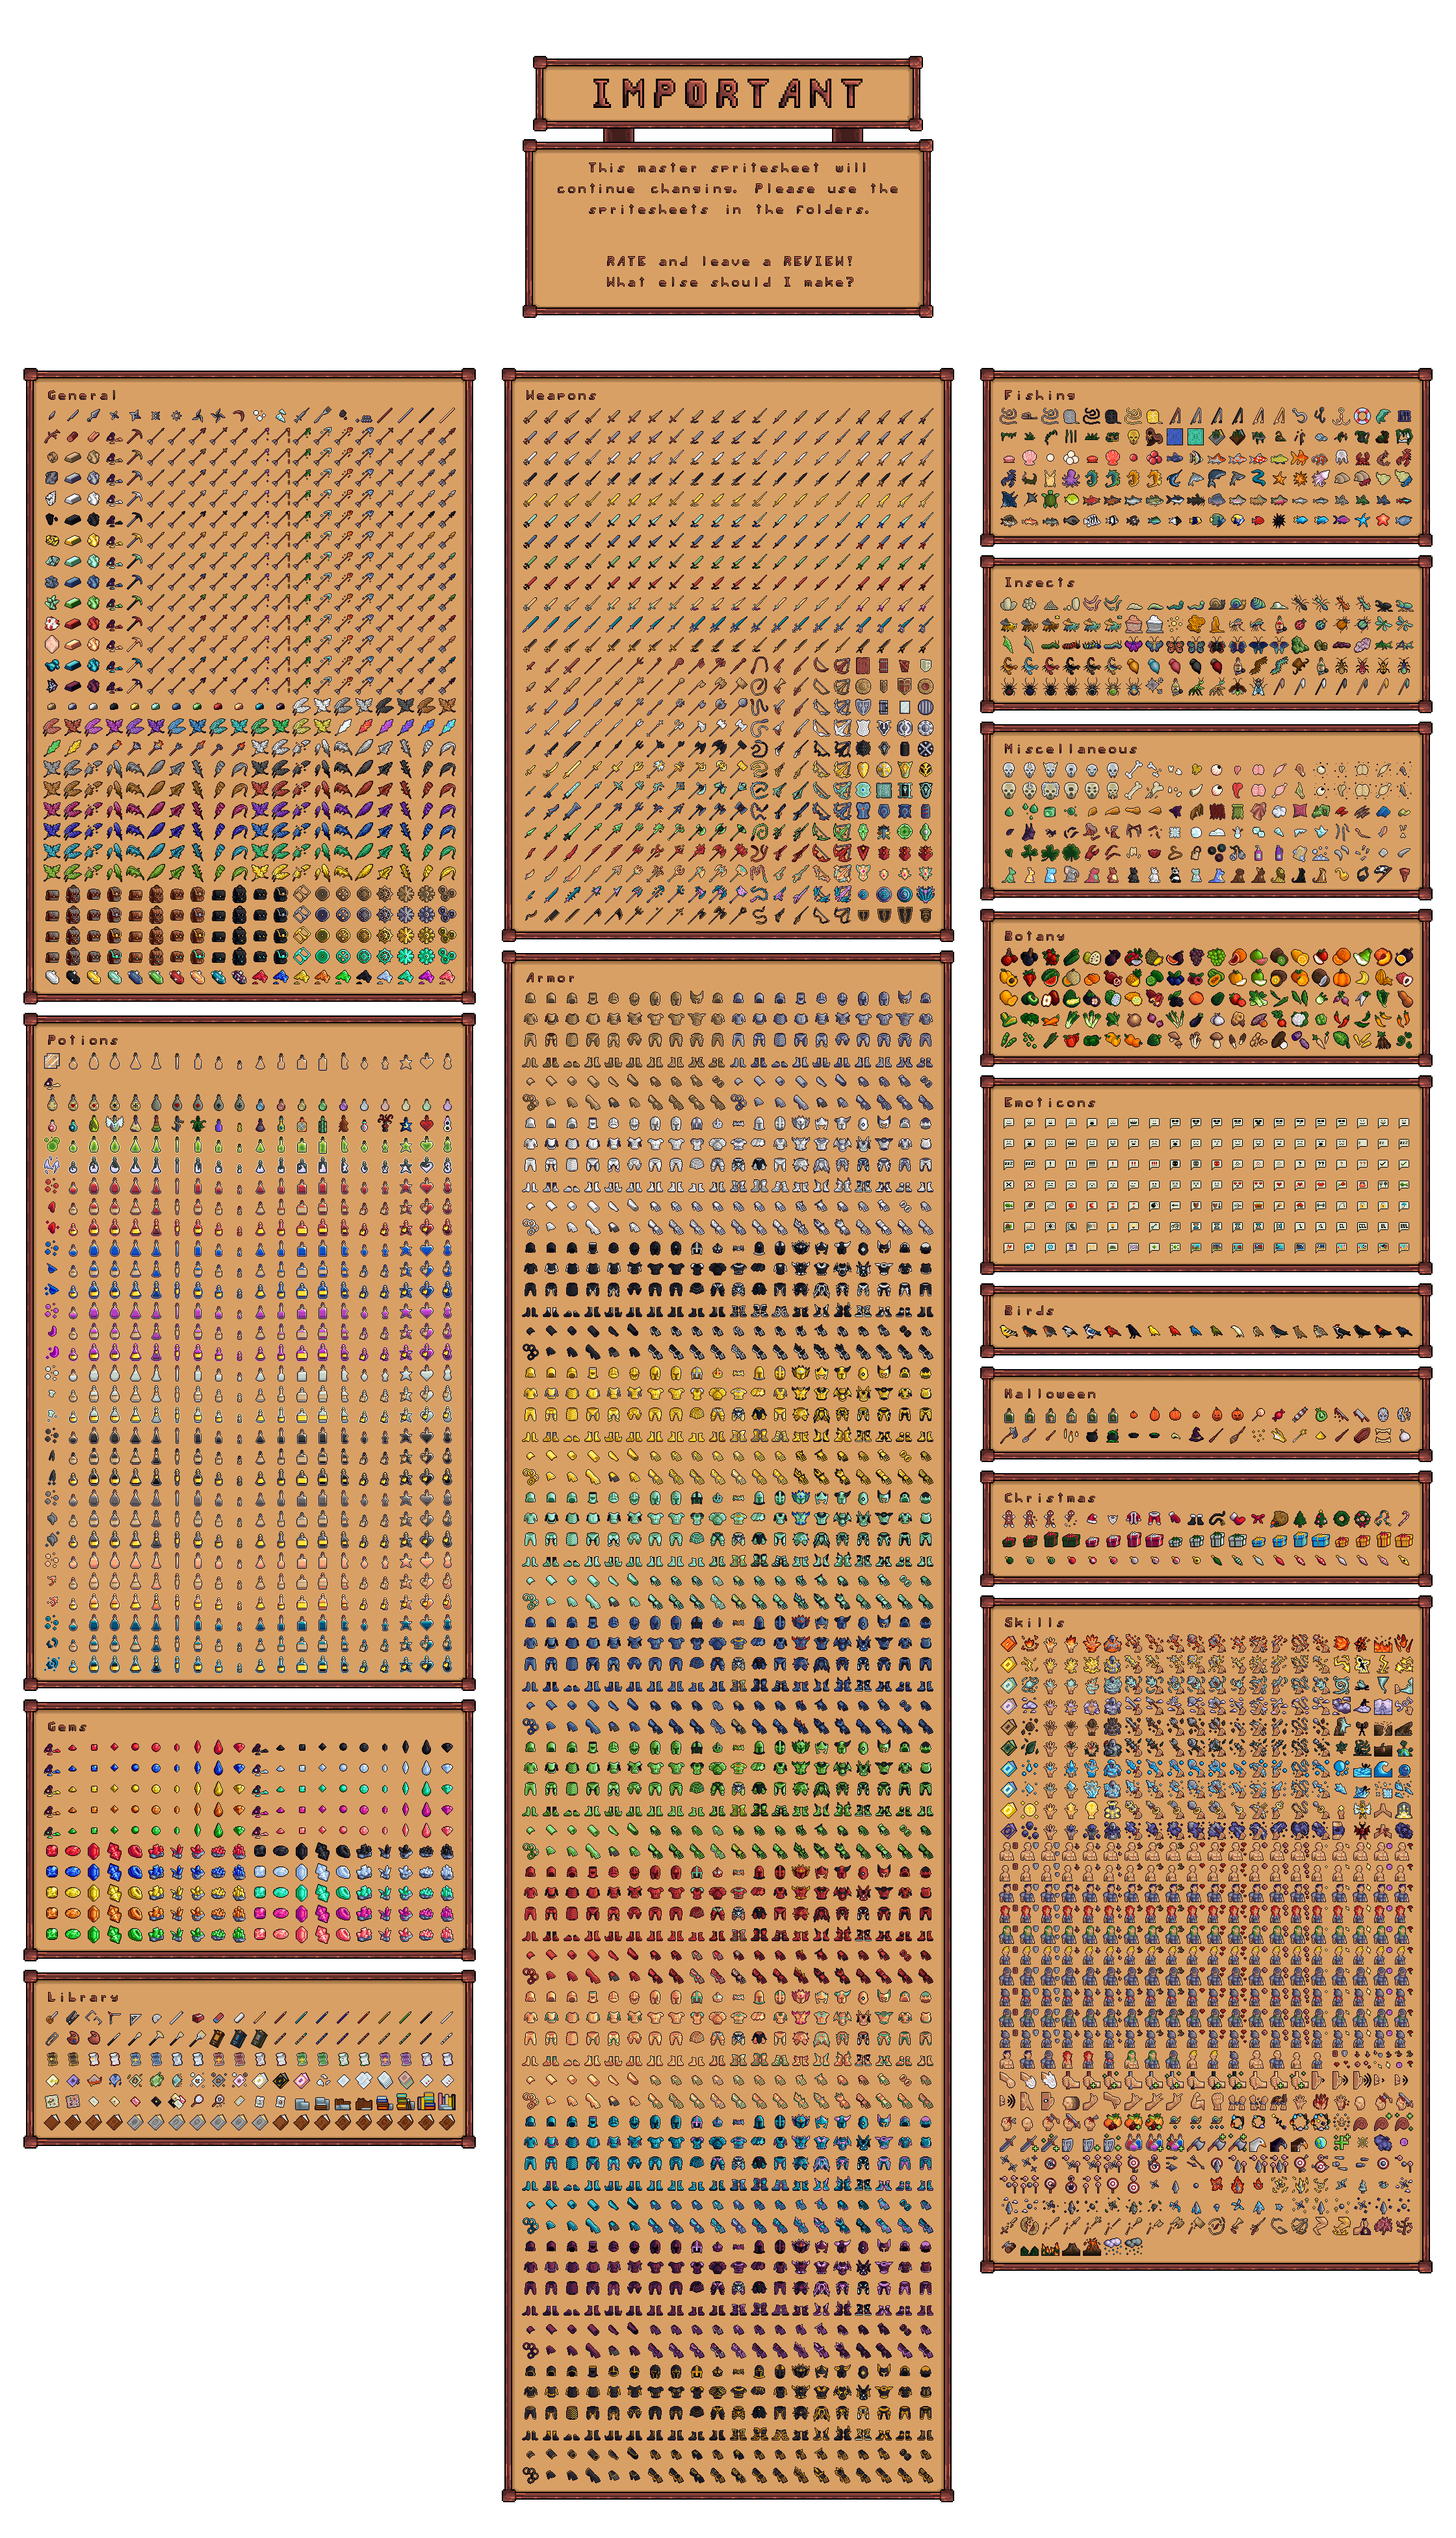 IMPORTANT
This master spritesheet will
continue changing. Please use the
spritesheets in the folders.
RATE and leave a REVIEW!
What else should I make?
General
Potions
Gems
Library
Weapons
Armor
Fishing
Insects
Miscellaneous
Botany
Emoticons
Birds
Halloween
Christmas
Skills